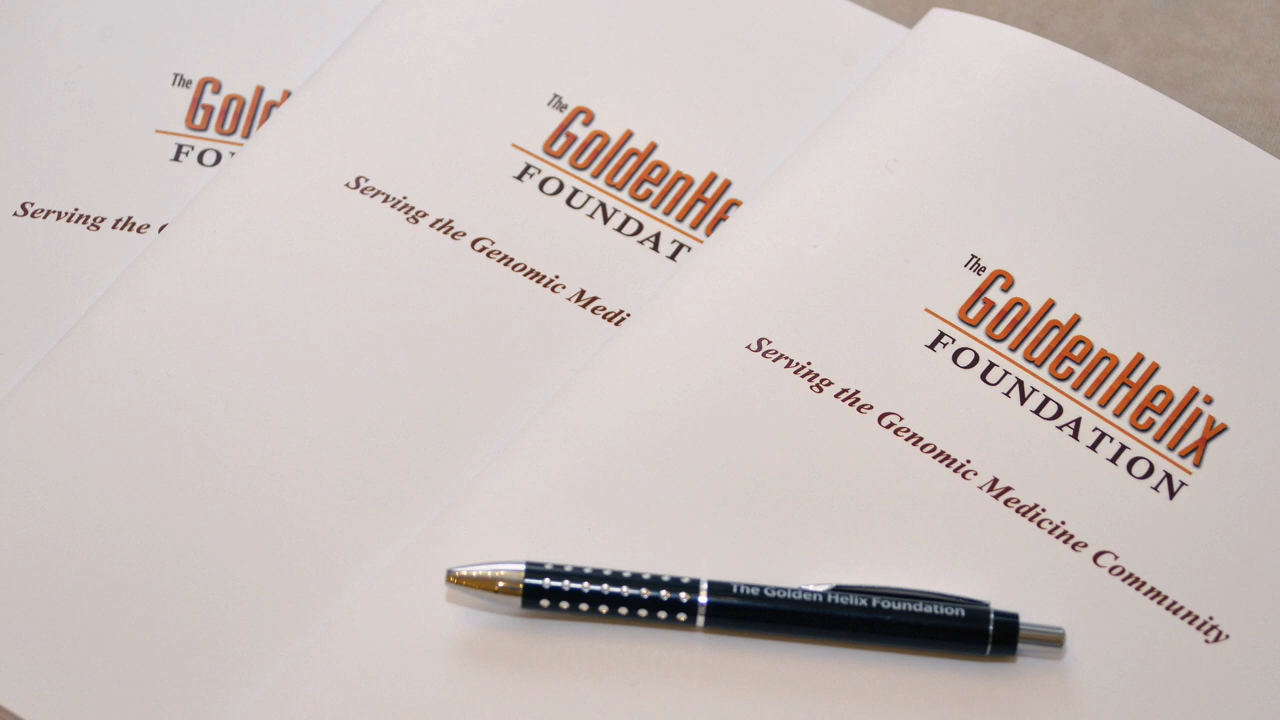 The
Gold
FO
Serving the
The
GoldenHe
FOUNDAT
Serving the Genomic Medi
The
GoldenHelix
FOUNDATION
Serving the Genomic Medicine Community
The Golden Helix Foundation